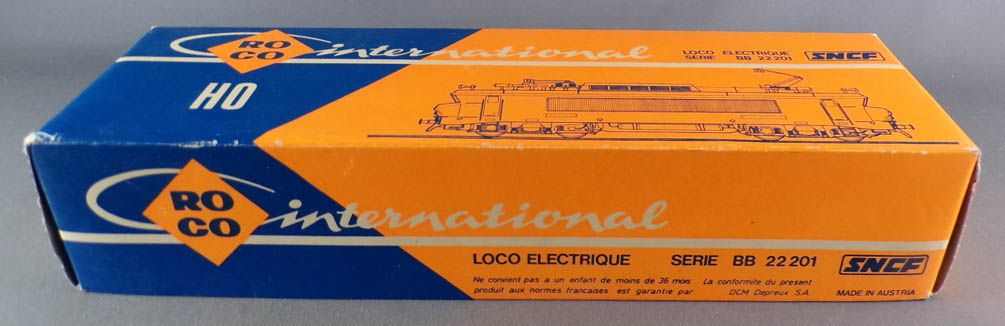 RO
CO
international
HO
LOCO ELECTRIQUE
SERIE BB 22201
SNCF
RO
CO
international
LOCO ELECTRIQUE SERIE BB 22201
SNCF
Ne convient pas a un enfant de moins de 36 mois La conformite du present
produit aux normes francaises est garantie par DCM Depreux S.A.
MADE IN AUSTRIA